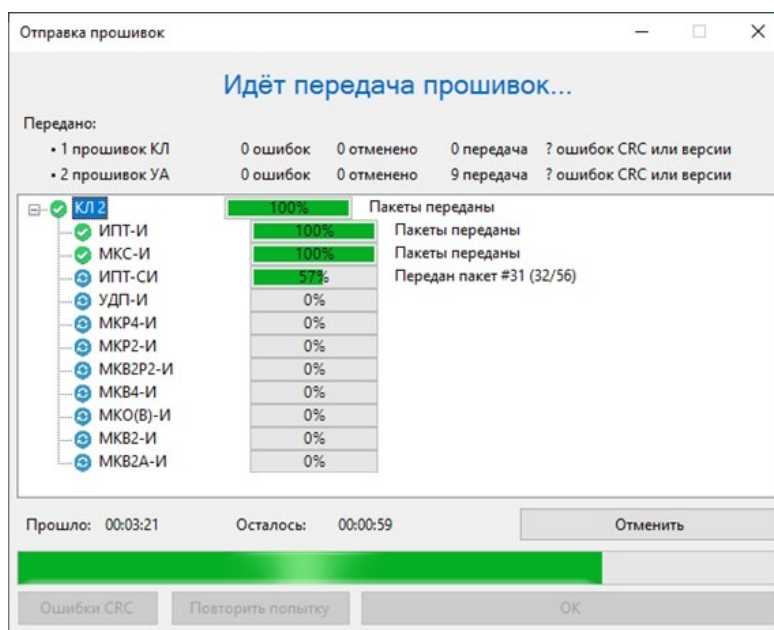 Отправка прошивок
Идёт передача прошивок...
Передано:
• 1 прошивок КЛ 0 ошибок 0 отменено 0 передача ? ошибок CRC или версии
• 2 прошивок УА 0 ошибок 0 отменено 9 передача ? ошибок CRC или версии
КЛ 2 100% Пакеты переданы
ИПТ-И 100% Пакеты переданы
МКС-И 100% Пакеты переданы
ИПТ-СИ 57% Передан пакет #31 (32/56)
УДП-И 0%
МКР4-И 0%
МКР2-И 0%
МКВ2Р2-И 0%
МКВ4-И 0%
МКО(В)-И 0%
МКВ2-И 0%
МКВ2А-И 0%
Прошло: 00:03:21 Осталось: 00:00:59 Отменить
Ошибки CRC Повторить попытку ОК